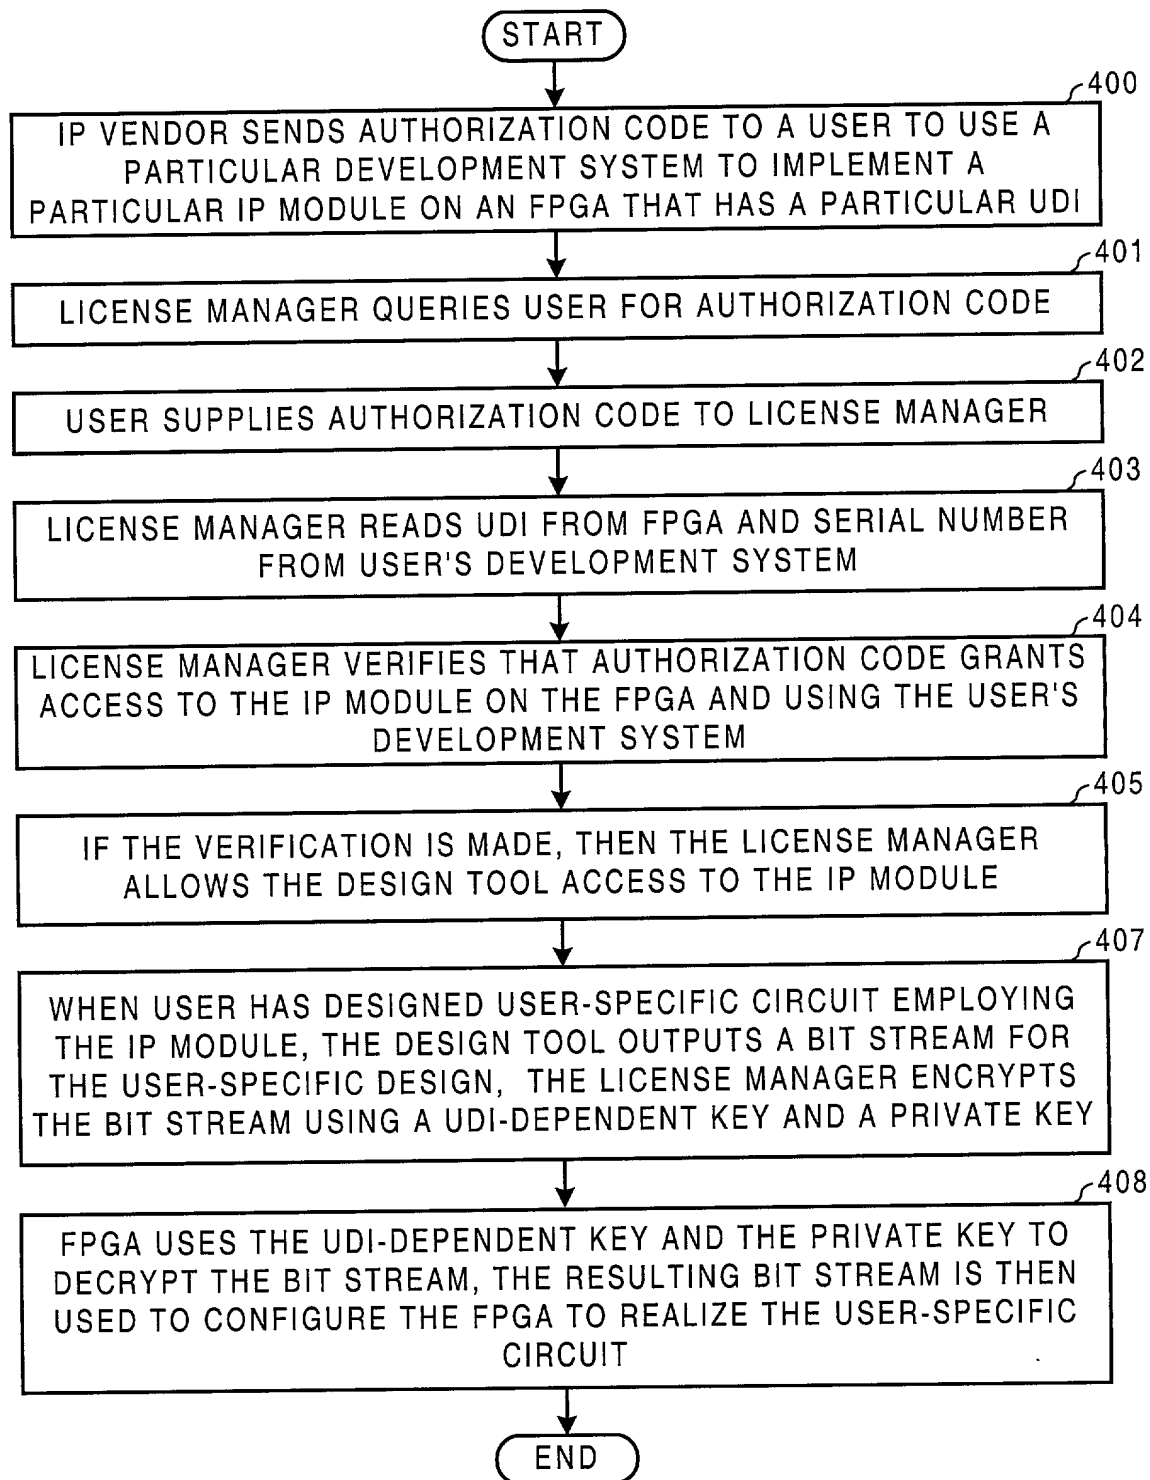 START
400
IP VENDOR SENDS AUTHORIZATION CODE TO A USER TO USE A
PARTICULAR DEVELOPMENT SYSTEM TO IMPLEMENT A
PARTICULAR IP MODULE ON AN FPGA THAT HAS A PARTICULAR UDI
401
LICENSE MANAGER QUERIES USER FOR AUTHORIZATION CODE
402
USER SUPPLIES AUTHORIZATION CODE TO LICENSE MANAGER
403
LICENSE MANAGER READS UDI FROM FPGA AND SERIAL NUMBER
FROM USER'S DEVELOPMENT SYSTEM
404
LICENSE MANAGER VERIFIES THAT AUTHORIZATION CODE GRANTS
ACCESS TO THE IP MODULE ON THE FPGA AND USING THE USER'S
DEVELOPMENT SYSTEM
405
IF THE VERIFICATION IS MADE, THEN THE LICENSE MANAGER
ALLOWS THE DESIGN TOOL ACCESS TO THE IP MODULE
407
WHEN USER HAS DESIGNED USER-SPECIFIC CIRCUIT EMPLOYING
THE IP MODULE, THE DESIGN TOOL OUTPUTS A BIT STREAM FOR
THE USER-SPECIFIC DESIGN, THE LICENSE MANAGER ENCRYPTS
THE BIT STREAM USING A UDI-DEPENDENT KEY AND A PRIVATE KEY
408
FPGA USES THE UDI-DEPENDENT KEY AND THE PRIVATE KEY TO
DECRYPT THE BIT STREAM, THE RESULTING BIT STREAM IS THEN
USED TO CONFIGURE THE FPGA TO REALIZE THE USER-SPECIFIC
CIRCUIT
END